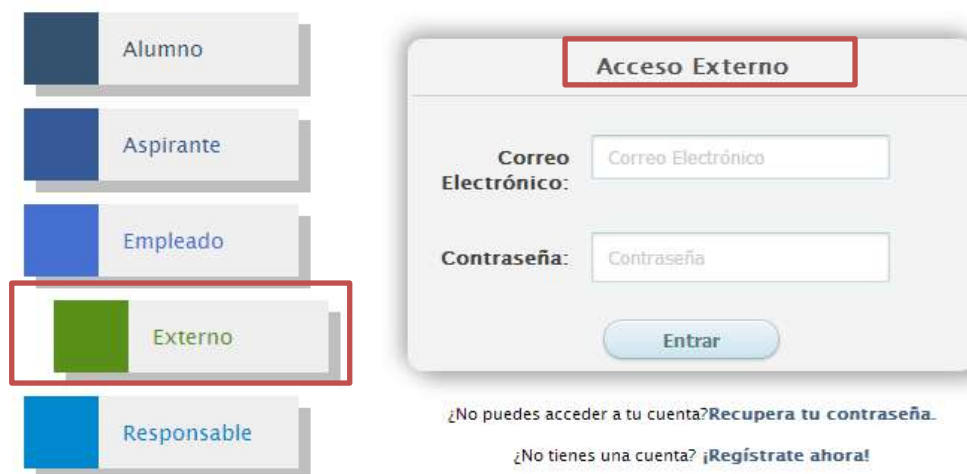 Alumno
Aspirante
Empleado
Externo
Responsable
Acceso Externo
Correo
Electrónico:
Correo Electrónico
Contraseña:
Contraseña
Entrar
¿No puedes acceder a tu cuenta?Recupera tu contraseña.
¿No tienes una cuenta? ¡Regístrate ahora!